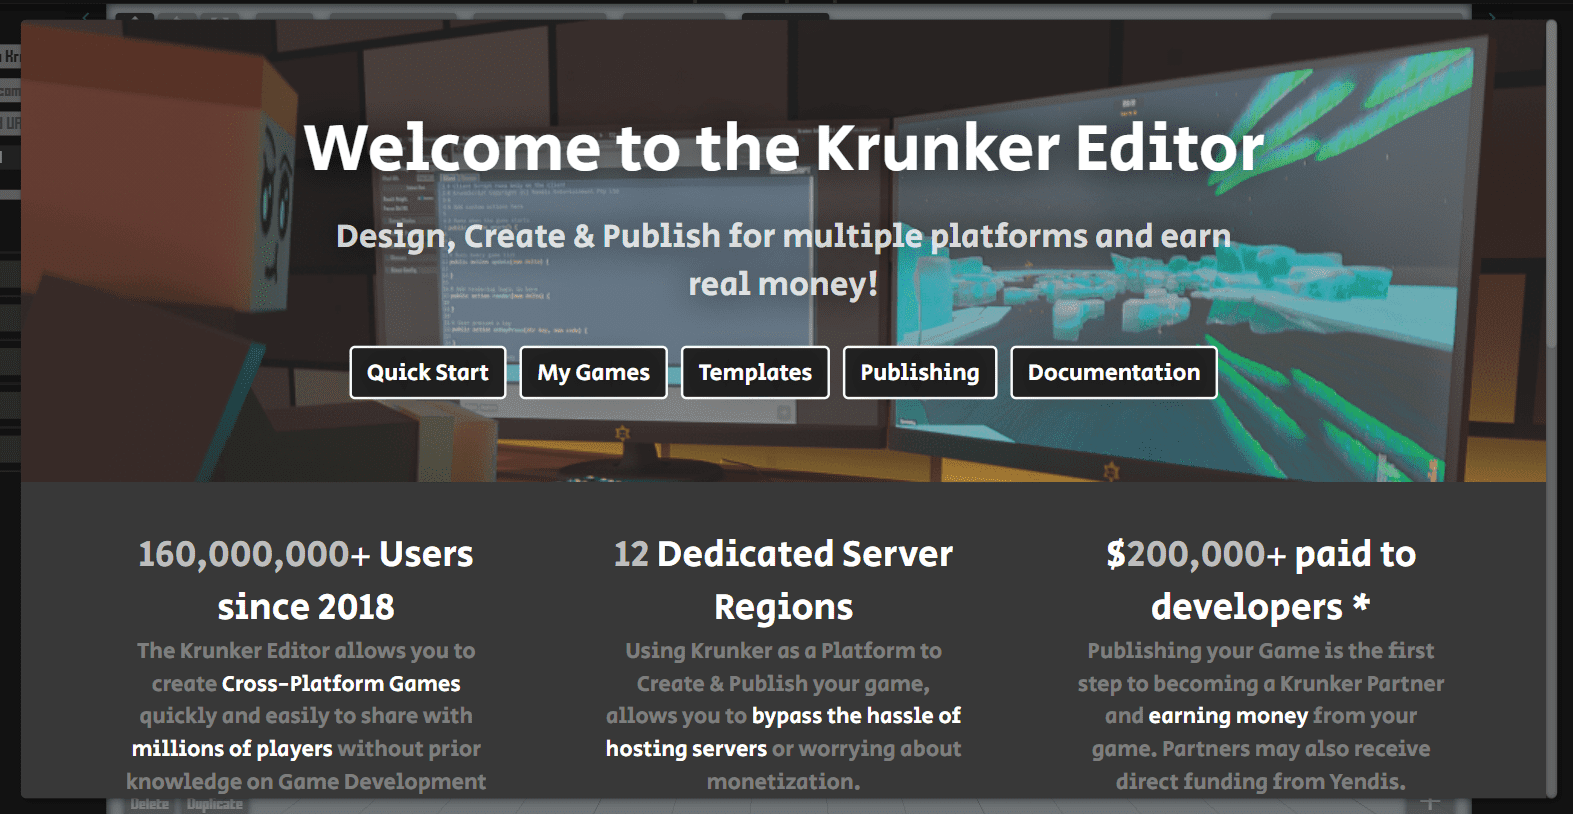 Welcome to the Krunker Editor
Design, Create & Publish for multiple platforms and earn
real money!
Quick Start
My Games
Templates
Publishing
Documentation
160,000,000+ Users
since 2018
The Krunker Editor allows you to
create Cross-Platform Games
quickly and easily to share with
millions of players without prior
knowledge on Game Development
12 Dedicated Server
Regions
Using Krunker as a Platform to
Create & Publish your game,
allows you to bypass the hassle of
hosting servers or worrying about
monetization.
$200,000+ paid to
developers *
Publishing your Game is the first
step to becoming a Krunker Partner
and earning money from your
game. Partners may also receive
direct funding from Yendis.
Delete
Duplicate